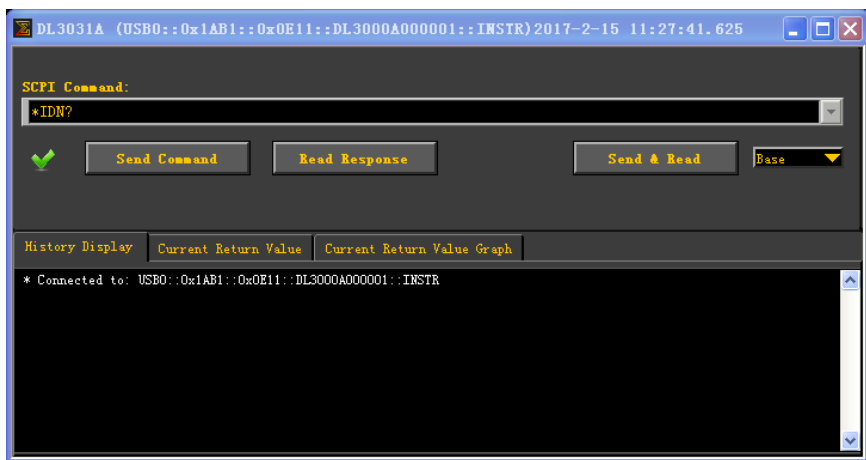 DL3031A (USB0::0x1AB1::0x0E11::DL3000A000001::INSTR)2017-2-15 11:27:41.625
SCPI Command:
*IDN?
Send Command Read Response Send & Read Base
History Display Current Return Value Current Return Value Graph
* Connected to: USB0::0x1AB1::0x0E11::DL3000A000001::INSTR